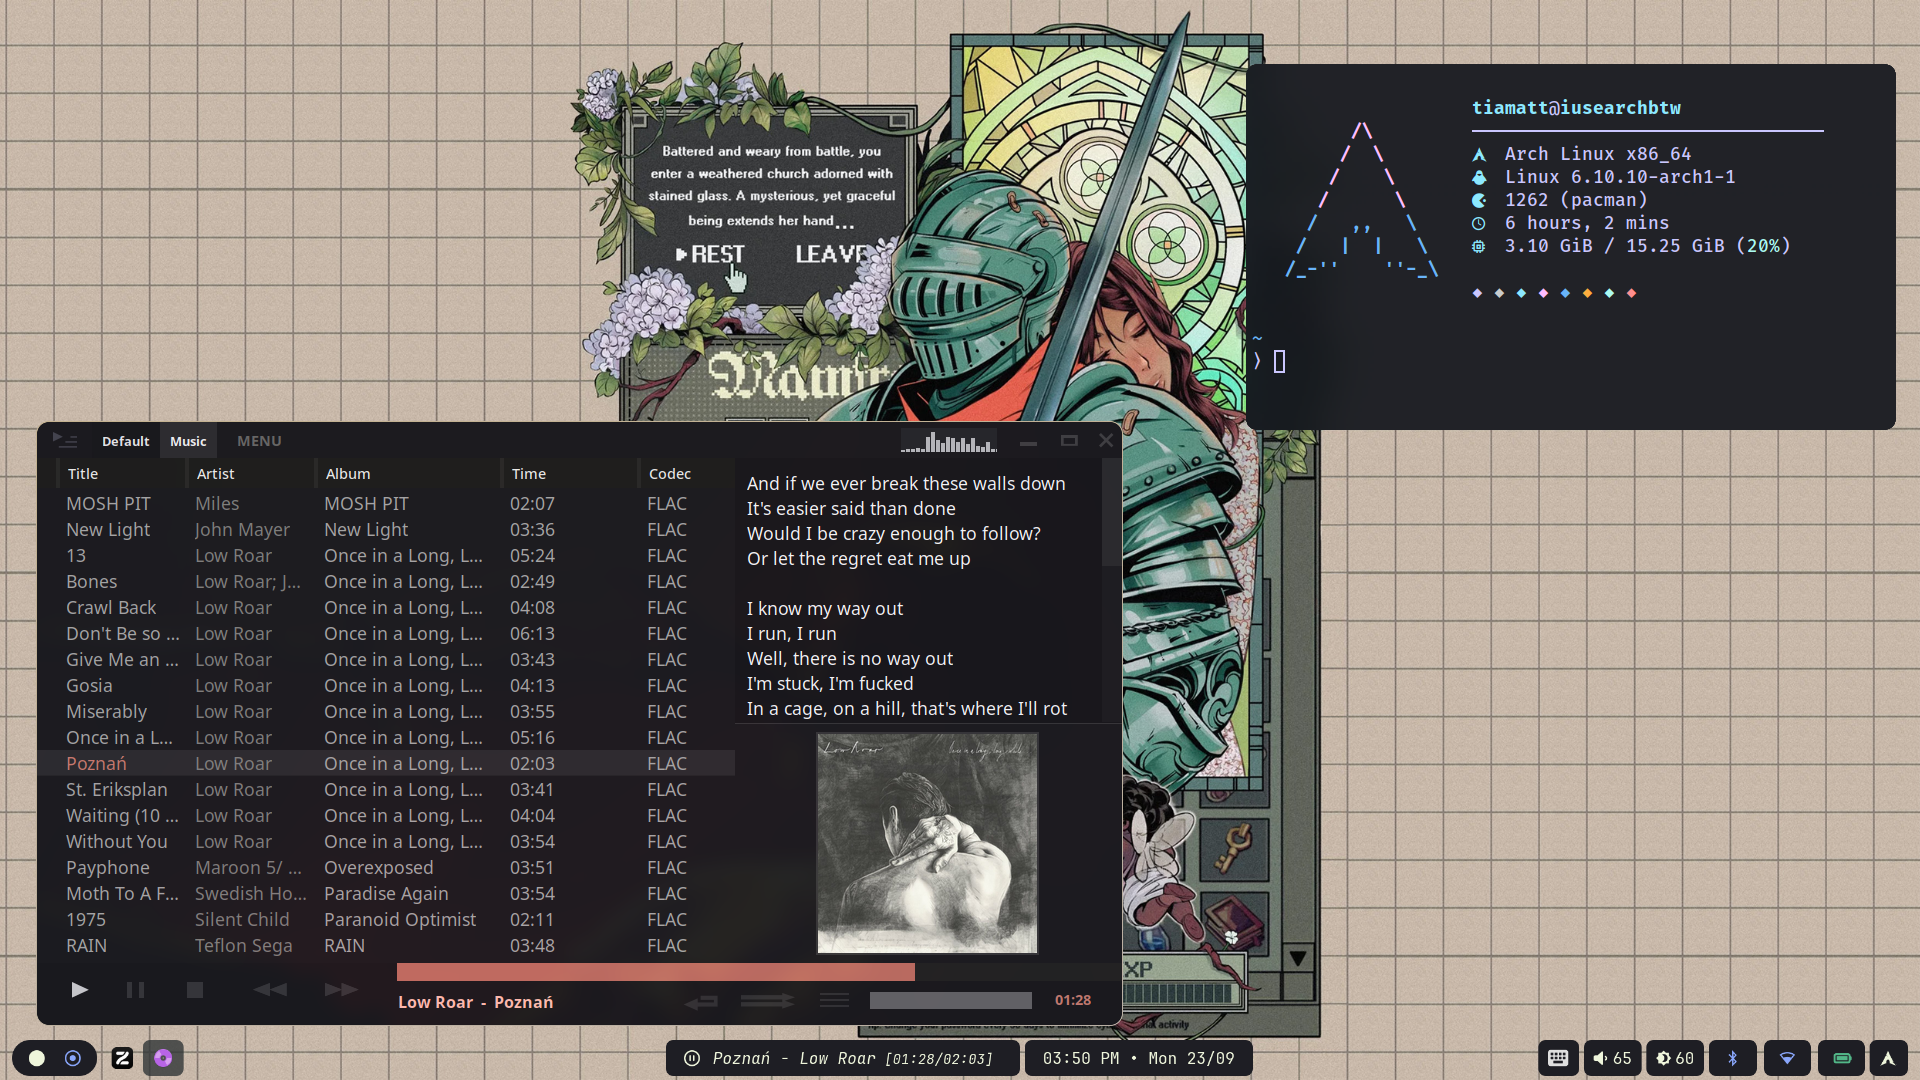 Battered and weary from battle, you
enter a weathered church adorned with
stained glass. A mysterious, yet graceful
being extends her hand...
REST LEAVE
tiamatt@iusearchbtw
Arch Linux x86_64
Linux 6.10.10-arch1-1
1262 (pacman)
6 hours, 2 mins
3.10 GiB / 15.25 GiB (20%)
~
⟩
Default Music MENU
Title Artist Album Time Codec
MOSH PIT Miles MOSH PIT 02:07 FLAC
New Light John Mayer New Light 03:36 FLAC
13 Low Roar Once in a Long, L... 05:24 FLAC
Bones Low Roar; J... Once in a Long, L... 02:49 FLAC
Crawl Back Low Roar Once in a Long, L... 04:08 FLAC
Don't Be so ... Low Roar Once in a Long, L... 06:13 FLAC
Give Me an ... Low Roar Once in a Long, L... 03:43 FLAC
Gosia Low Roar Once in a Long, L... 04:13 FLAC
Miserably Low Roar Once in a Long, L... 03:55 FLAC
Once in a L... Low Roar Once in a Long, L... 05:16 FLAC
Poznań Low Roar Once in a Long, L... 02:03 FLAC
St. Eriksplan Low Roar Once in a Long, L... 03:41 FLAC
Waiting (10 ... Low Roar Once in a Long, L... 04:04 FLAC
Without You Low Roar Once in a Long, L... 03:54 FLAC
Payphone Maroon 5/ ... Overexposed 03:51 FLAC
Moth To A F... Swedish Ho... Paradise Again 03:54 FLAC
1975 Silent Child Paranoid Optimist 02:11 FLAC
RAIN Teflon Sega RAIN 03:48 FLAC
And if we ever break these walls down
It's easier said than done
Would I be crazy enough to follow?
Or let the regret eat me up
I know my way out
I run, I run
Well, there is no way out
I'm stuck, I'm fucked
In a cage, on a hill, that's where I'll rot
Low Roar
XP
Low Roar - Poznań 01:28
activity
Poznań - Low Roar [01:28/02:03]
03:50 PM • Mon 23/09
65
60